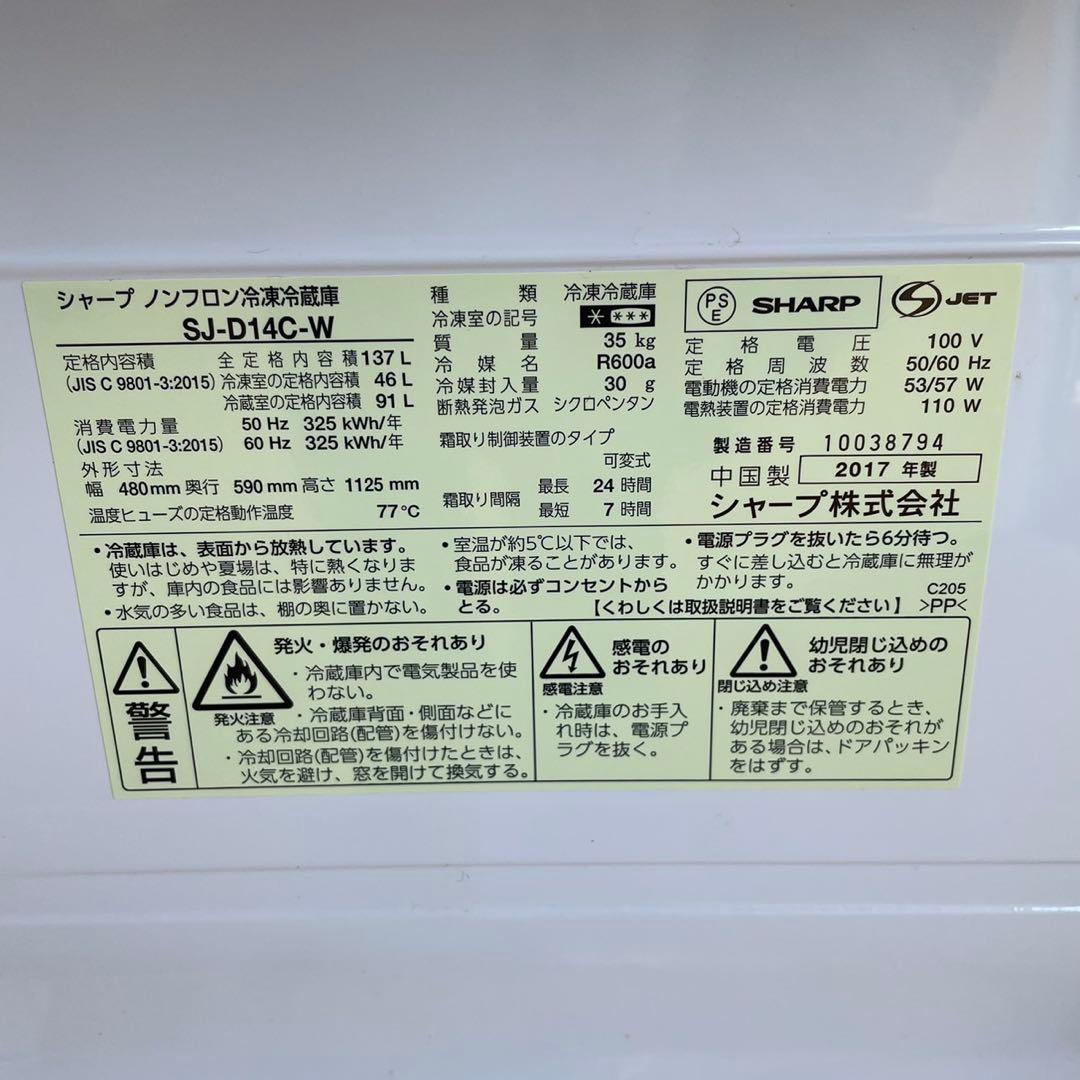 シャープ ノンフロン冷凍冷蔵庫
SJ-D14C-W
定格内容積 全定格内容積 137 L
(JIS C 9801-3:2015) 冷凍室の定格内容積 46 L
冷蔵室の定格内容積 91 L
消費電力量 50 Hz 325 kWh/年
(JIS C 9801-3:2015) 60 Hz 325 kWh/年
外形寸法
幅 480mm 奥行 590mm 高さ 1125mm
温度ヒューズの定格動作温度 77℃
種類 冷凍冷蔵庫
冷凍室の記号 * ***
質量 35 kg
冷媒名 R600a
冷媒封入量 30 g
断熱発泡ガス シクロペンタン
霜取り制御装置のタイプ
可変式
霜取り間隔 最長 24 時間
最短 7 時間
PSE SHARP S JET
定格電圧 100 V
定格周波数 50/60 Hz
電動機の定格消費電力 53/57 W
電熱装置の定格消費電力 110 W
製造番号 10038794
中国製 2017 年製
シャープ株式会社
・冷蔵庫は、表面から放熱しています。
使いはじめや夏場は、特に熱くなりま
すが、庫内の食品には影響ありません。
・水気の多い食品は、棚の奥に置かない。
・室温が約5℃以下では、
食品が凍ることがあります。
・電源は必ずコンセントから
とる。
・電源プラグを抜いたら6分待つ。
すぐに差し込むと冷蔵庫に無理が
かかります。
【くわしくは取扱説明書をご覧ください】
C205
>PP<
警告
発火・爆発のおそれあり
発火注意
・冷蔵庫内で電気製品を使
わない。
・冷蔵庫背面・側面などに
ある冷却回路(配管)を傷付けない。
・冷却回路(配管)を傷付けたときは、
火気を避け、窓を開けて換気する。
感電の
おそれあり
感電注意
・冷蔵庫のお手入
れ時は、電源プ
ラグを抜く。
幼児閉じ込めの
おそれあり
閉じ込め注意
・廃棄まで保管するとき、
幼児閉じ込めのおそれが
ある場合は、ドアパッキン
をはずす。